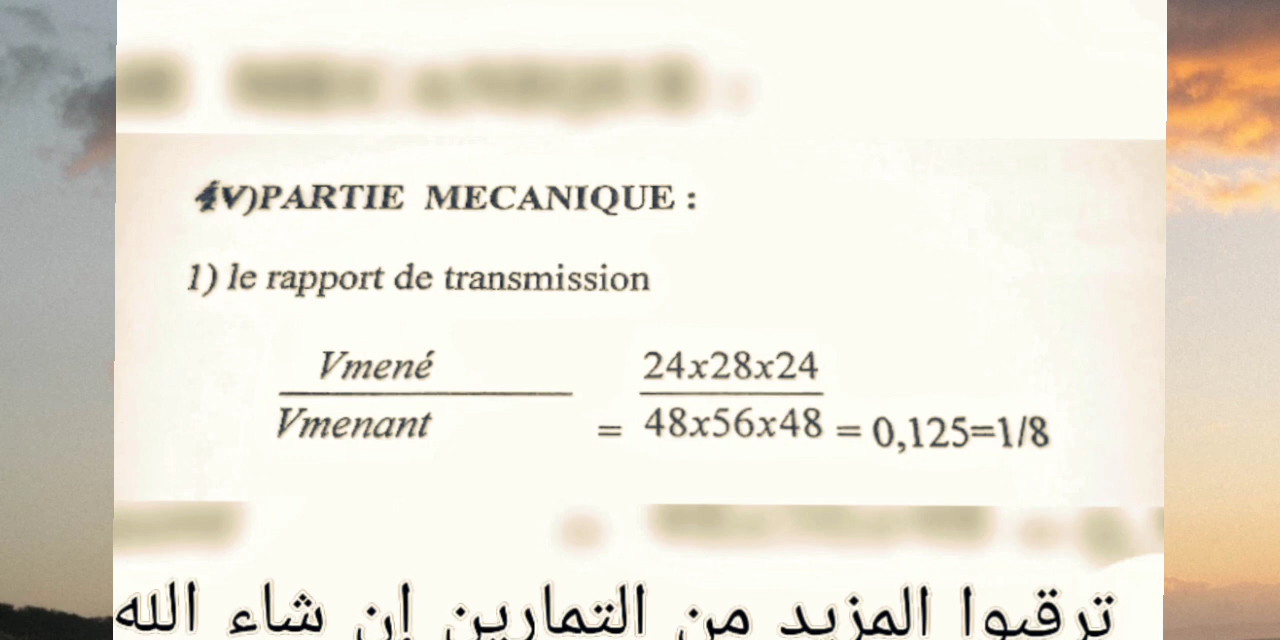 4V)PARTIE MECANIQUE :
1) le rapport de transmission
Vmené
Vmenant
=
24x28x24
48x56x48
= 0,125=1/8
ترقبوا المزيد من التمارين إن شاء الله